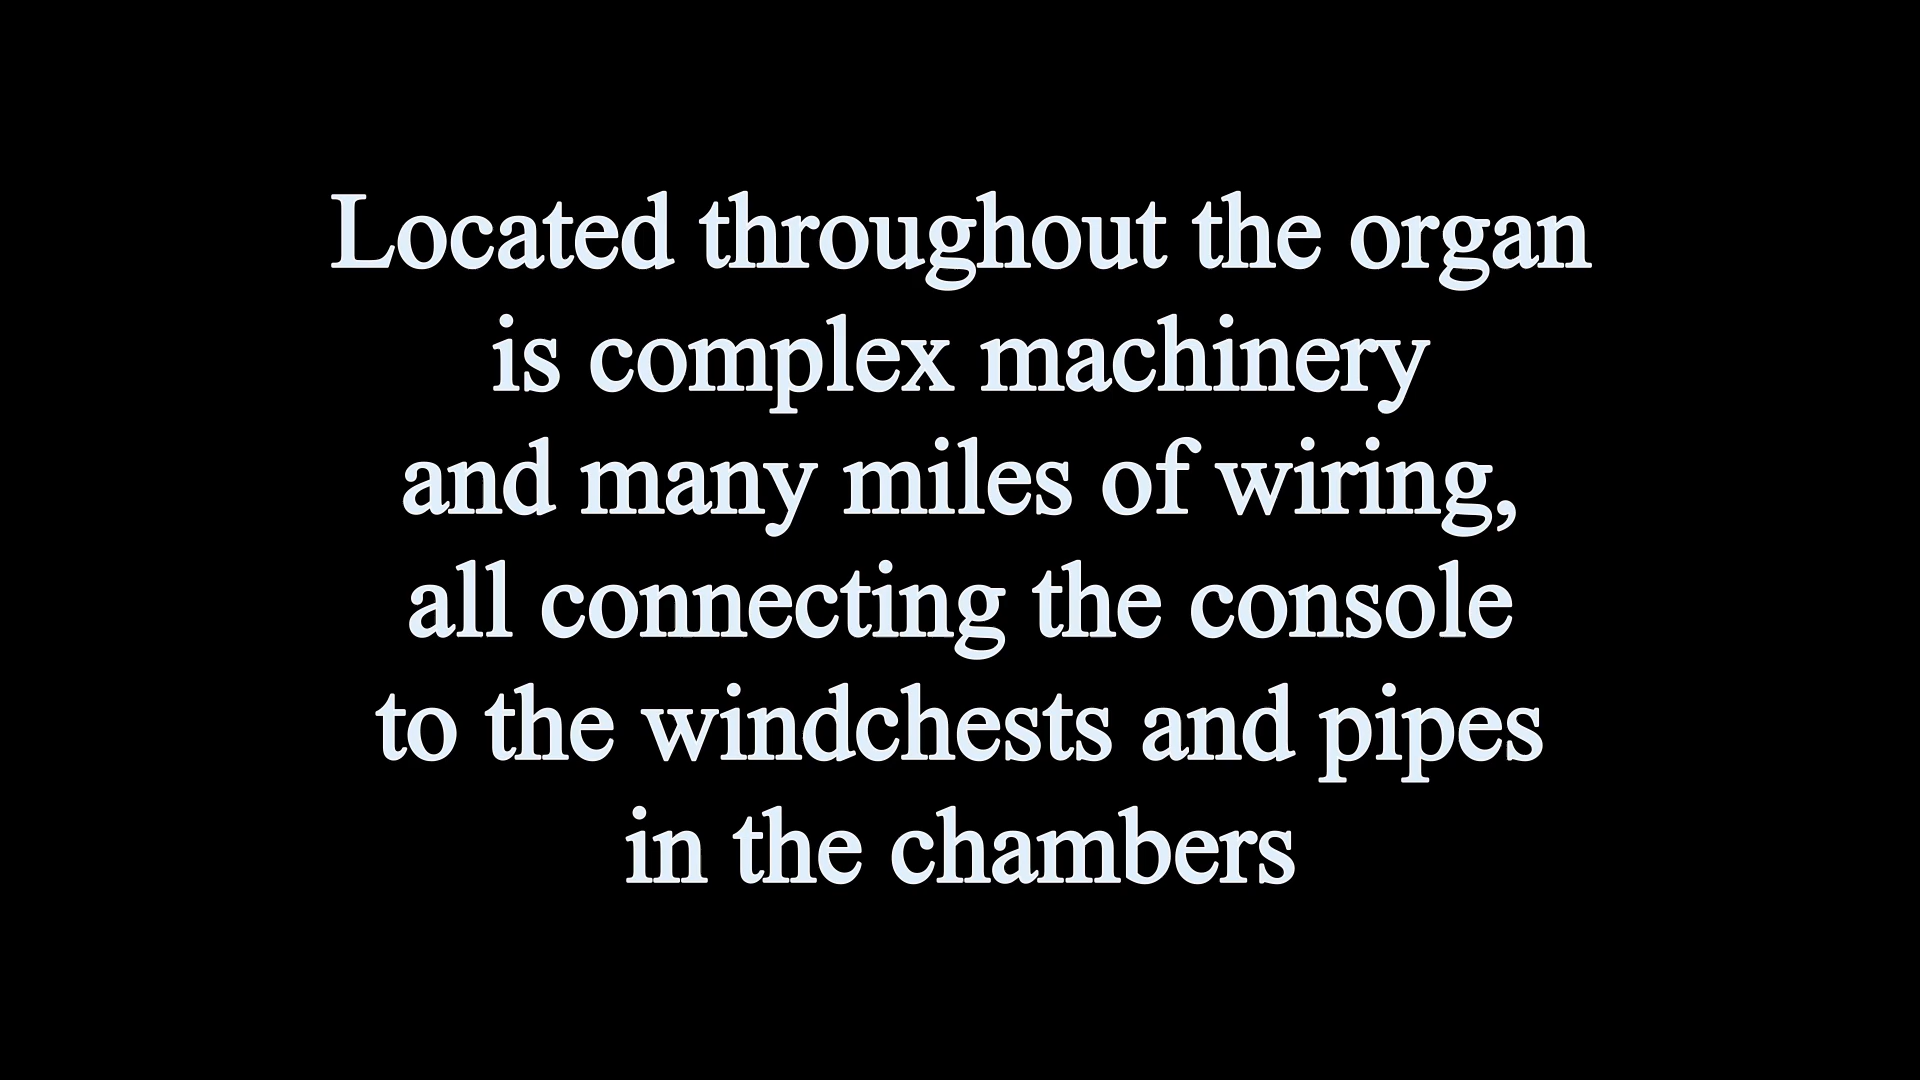 Located throughout the organ
is complex machinery
and many miles of wiring,
all connecting the console
to the windchests and pipes
in the chambers